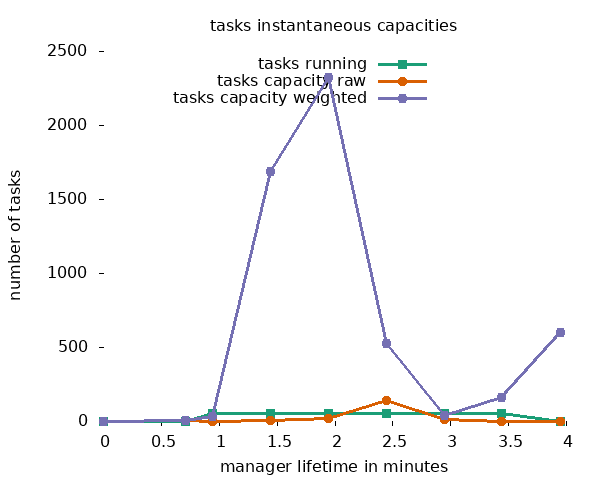 tasks instantaneous capacities
2500
2000
1500
1000
500
0
number of tasks
tasks running
tasks capacity raw
tasks capacity weighted
0 0.5 1 1.5 2 2.5 3 3.5 4
manager lifetime in minutes